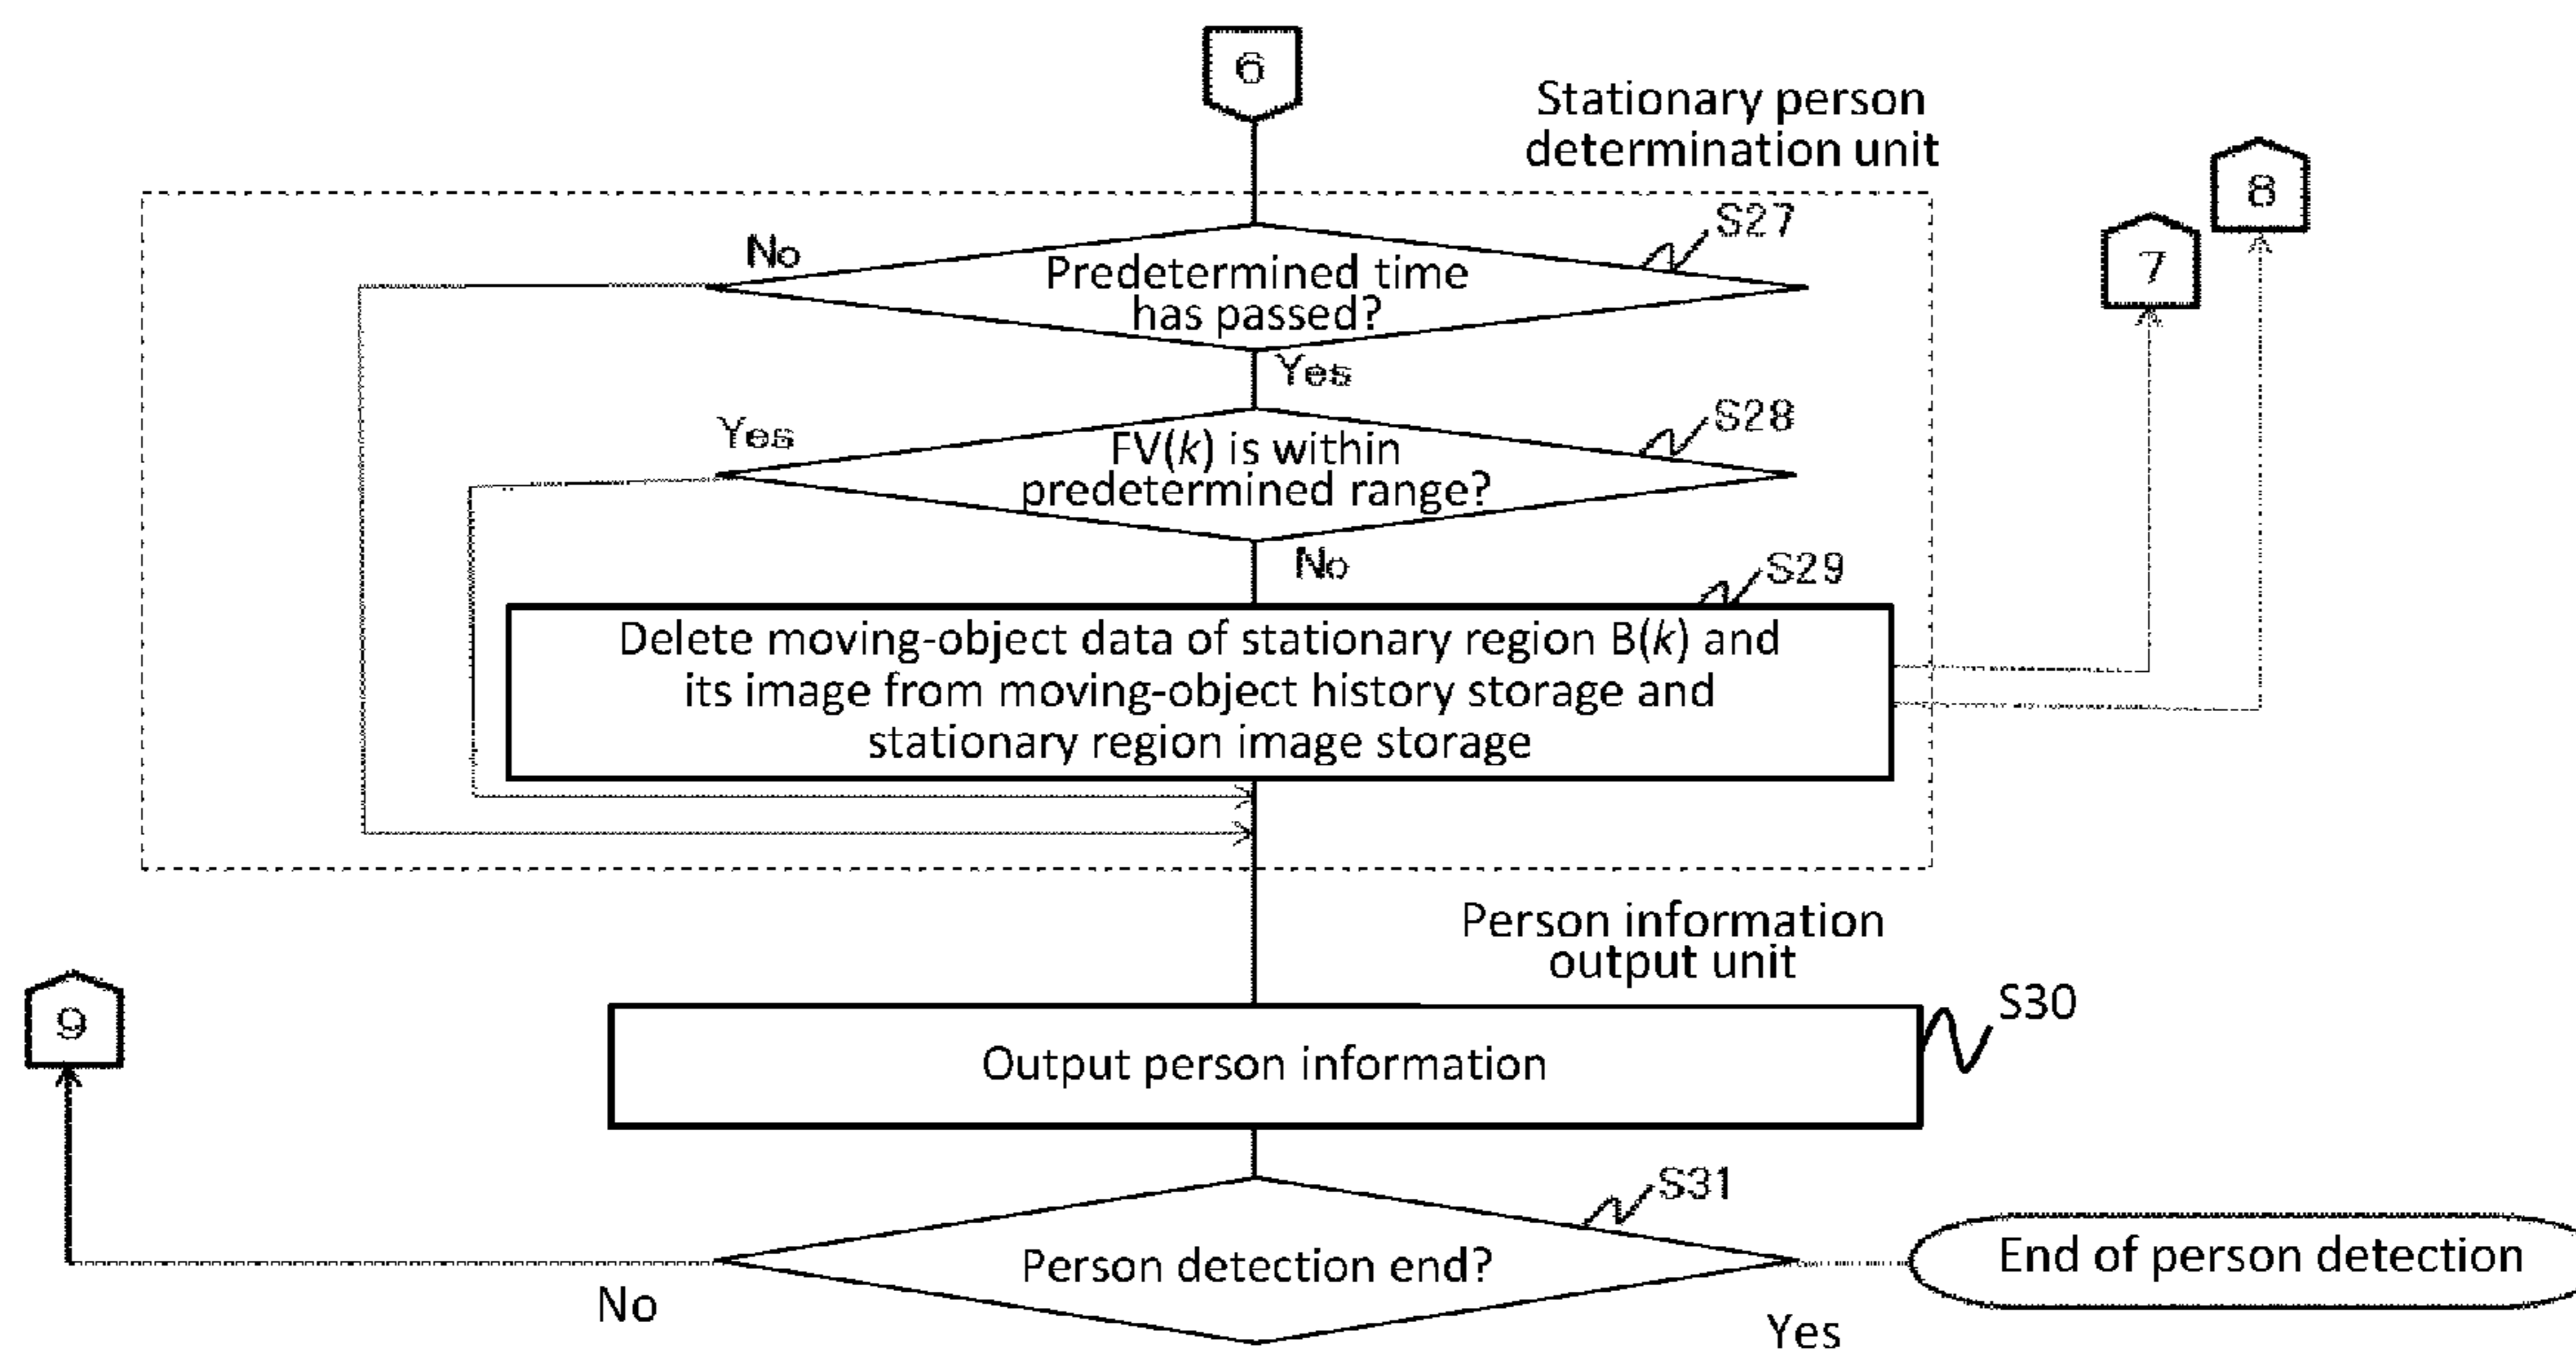 6
Stationary person
determination unit
8
7
S27
No
Predetermined time
has passed?
Yes
S28
Yes
FV(k) is within
predetermined range?
No
S29
Delete moving-object data of stationary region B(k) and
its image from moving-object history storage and
stationary region image storage
Person information
output unit
9
S30
Output person information
S31
Person detection end?
End of person detection
No
Yes